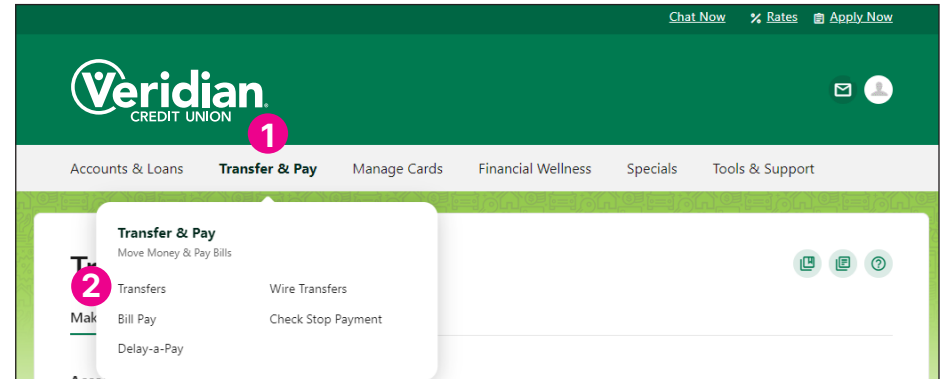 Chat Now % Rates Apply Now
Veridian
CREDIT UNION
1
Accounts & Loans Transfer & Pay Manage Cards Financial Wellness Specials Tools & Support
Transfer & Pay
Move Money & Pay Bills
2
Transfers Wire Transfers
Bill Pay Check Stop Payment
Delay-a-Pay